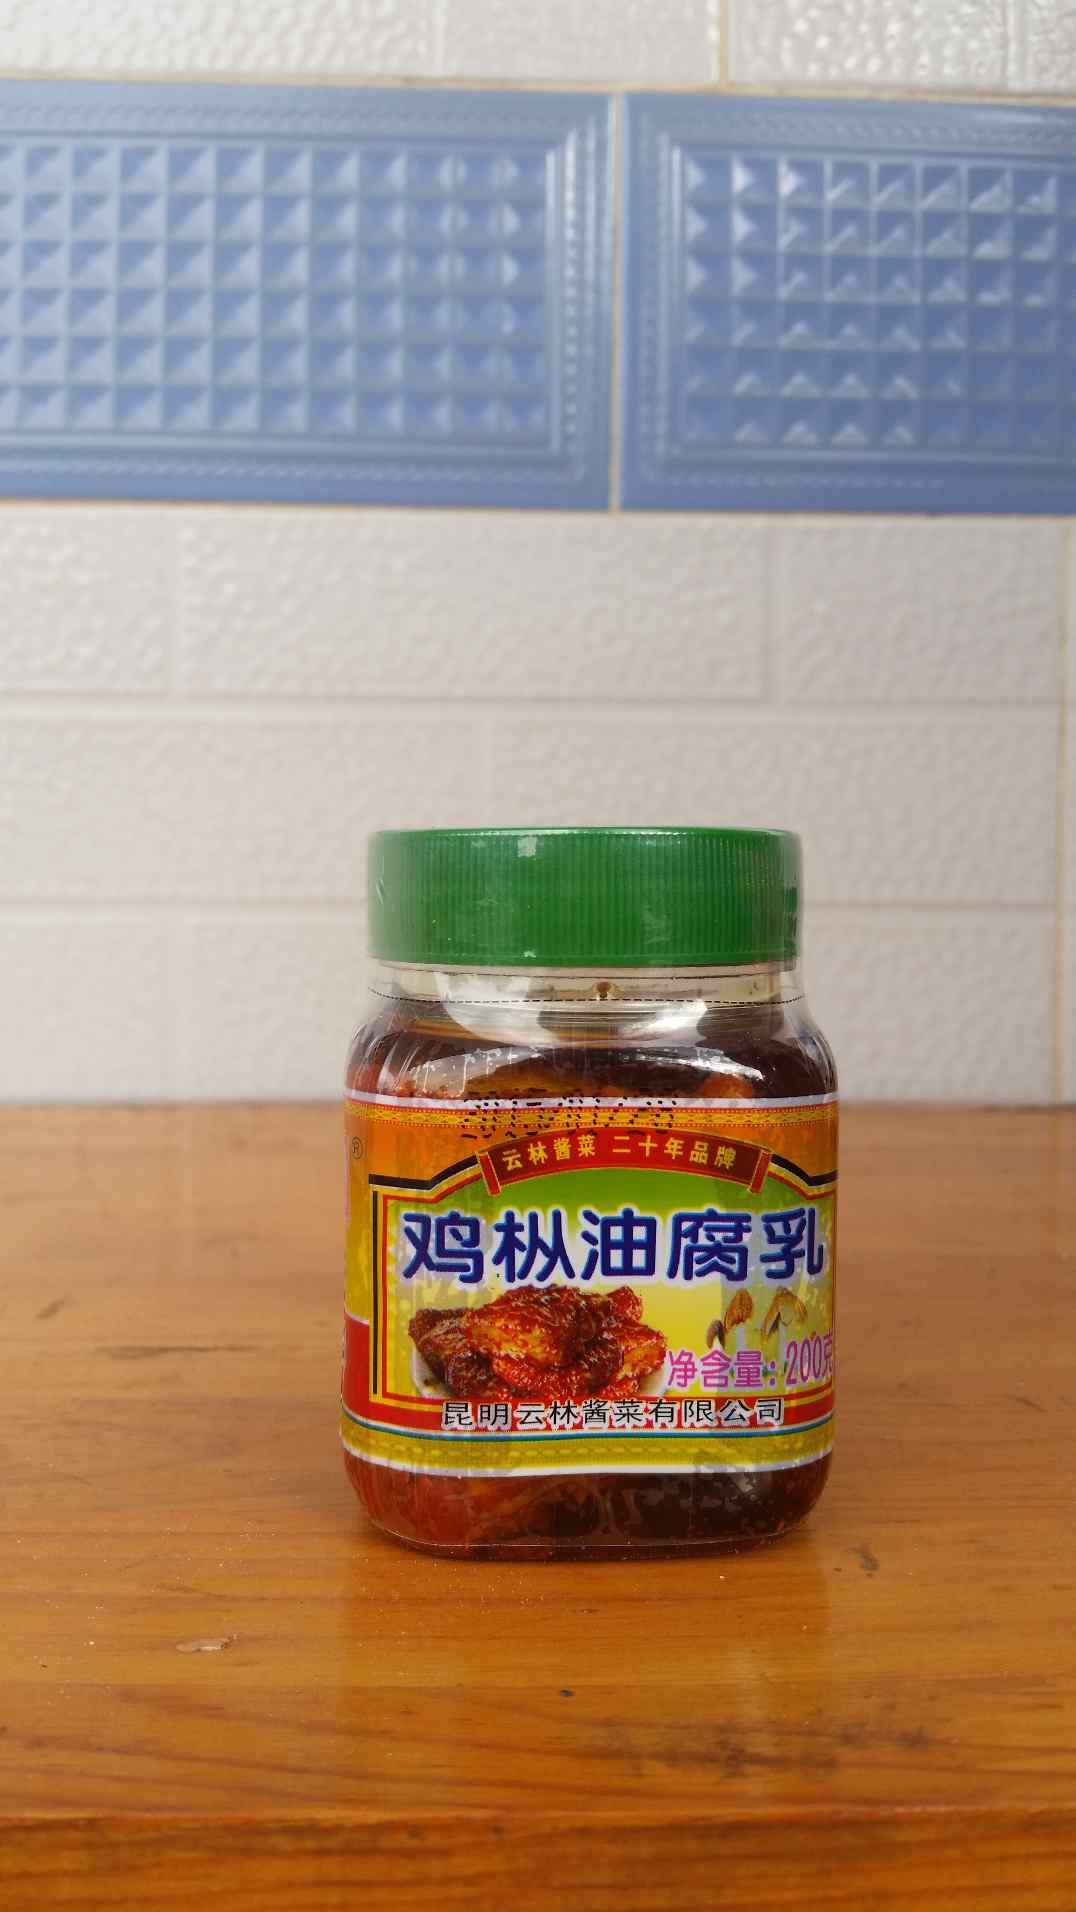 ®
云林酱菜 二十年品牌
鸡枞油腐乳
净含量:200克
昆明云林酱菜有限公司